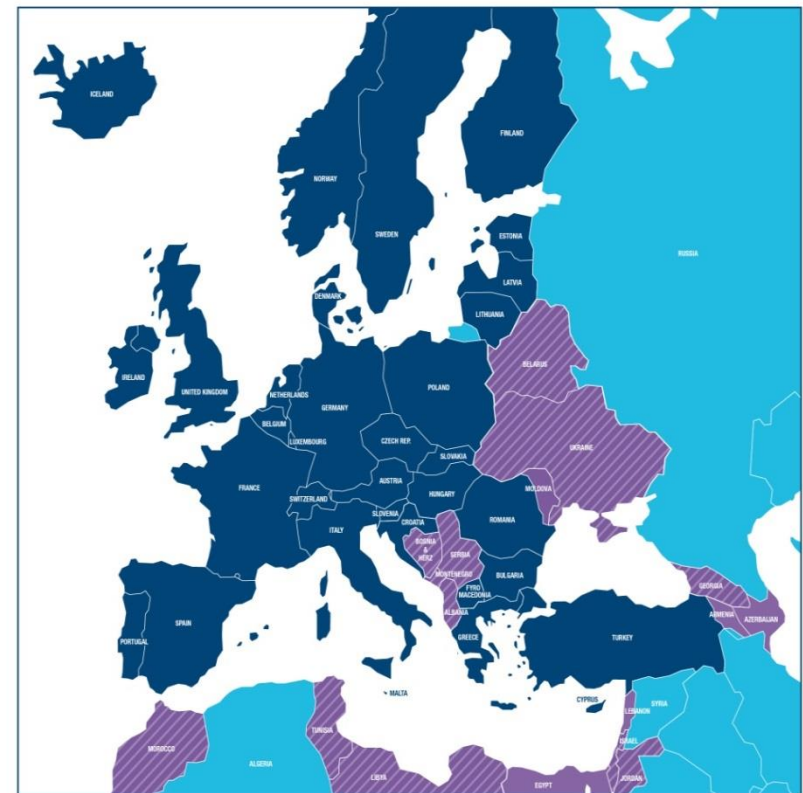 ICELAND
FINLAND
NORWAY
SWEDEN
RUSSIA
ESTONIA
LATVIA
DENMARK
LITHUANIA
BELARUS
IRELAND
UNITED KINGDOM
NETHERLANDS
POLAND
GERMANY
BELGIUM
LUXEMBOURG
CZECH REP.
UKRAINE
SLOVAKIA
FRANCE
AUSTRIA
MOLDOVA
SWITZERLAND
HUNGARY
SLOVENIA
ROMANIA
CROATIA
ITALY
BOSNIA
&
HERZ
SERBIA
MONTENEGRO
BULGARIA
FYRO
MACEDONIA
GEORGIA
ALBANIA
ARMENIA
AZERBAIJAN
SPAIN
PORTUGAL
GREECE
TURKEY
MALTA
CYPRUS
SYRIA
LEBANON
TUNISIA
ISRAEL
MOROCCO
ALGERIA
LIBYA
JORDAN
EGYPT